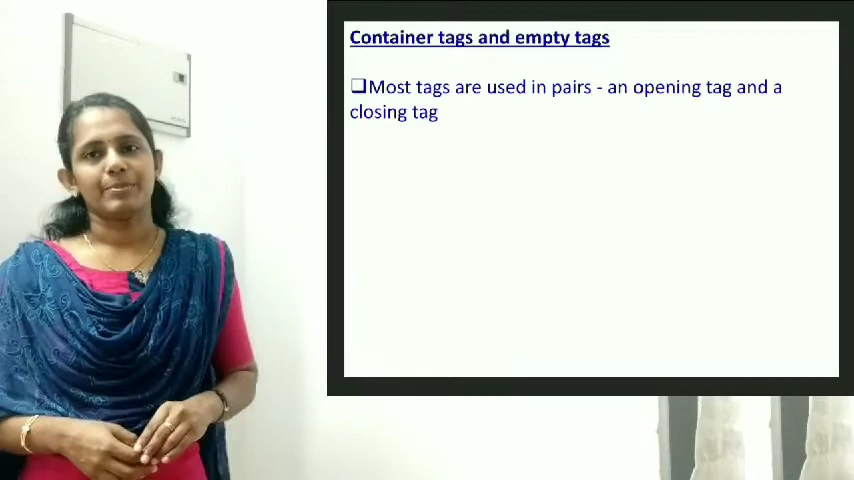 Container tags and empty tags
❑Most tags are used in pairs - an opening tag and a
closing tag